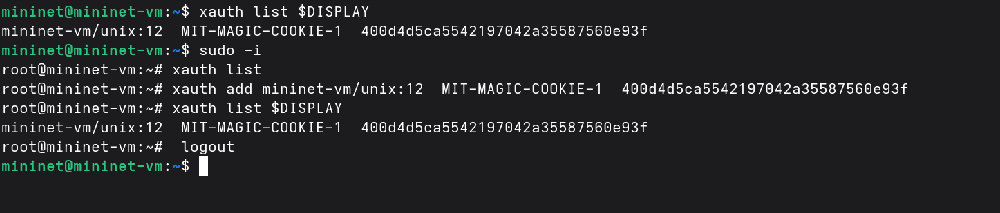 mininet@mininet-vm:~$ xauth list $DISPLAY
mininet-vm/unix:12  MIT-MAGIC-COOKIE-1  400d4d5ca5542197042a35587560e93f
mininet@mininet-vm:~$ sudo -i
root@mininet-vm:~# xauth list
root@mininet-vm:~# xauth add mininet-vm/unix:12  MIT-MAGIC-COOKIE-1  400d4d5ca5542197042a35587560e93f
root@mininet-vm:~# xauth list $DISPLAY
mininet-vm/unix:12  MIT-MAGIC-COOKIE-1  400d4d5ca5542197042a35587560e93f
root@mininet-vm:~#  logout
mininet@mininet-vm:~$